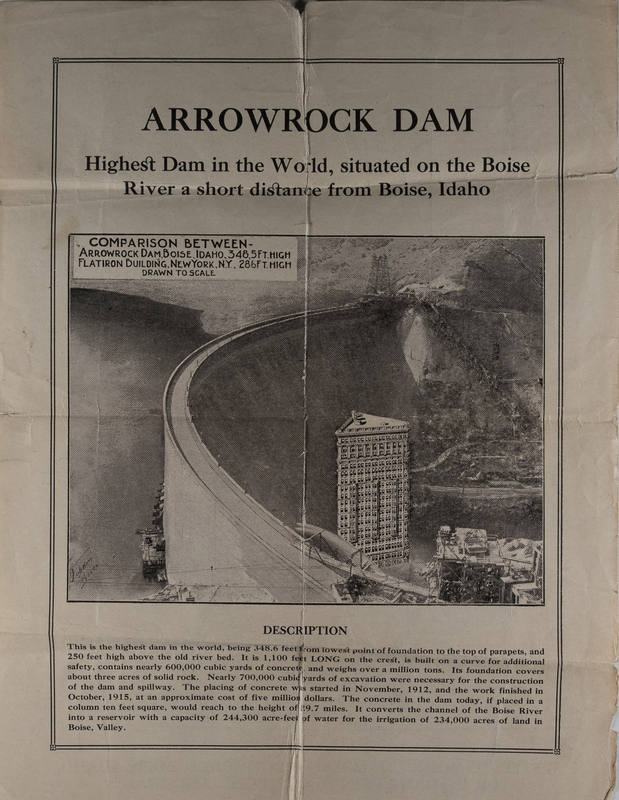 ARROWROCK DAM
Highest Dam in the World, situated on the Boise
River a short distance from Boise, Idaho
COMPARISON BETWEEN-
ARROWROCK DAM, BOISE, IDAHO, 348.5 FT. HIGH
FLATIRON BUILDING, NEW YORK, N.Y. 286 FT. HIGH
DRAWN TO SCALE
DESCRIPTION
This is the highest dam in the world, being 348.6 feet from lowest point of foundation to the top of parapets, and
250 feet high above the old river bed. It is 1,100 feet LONG on the crest, is built on a curve for additional
safety, contains nearly 600,000 cubic yards of concrete, and weighs over a million tons. Its foundation covers
about three acres of solid rock. Nearly 700,000 cubic yards of excavation were necessary for the construction
of the dam and spillway. The placing of concrete was started in November, 1912, and the work finished in
October, 1915, at an approximate cost of five million dollars. The concrete in the dam today, if placed in a
column ten feet square, would reach to the height of 29.7 miles. It converts the channel of the Boise River
into a reservoir with a capacity of 244,300 acre-feet of water for the irrigation of 234,000 acres of land in
Boise, Valley.